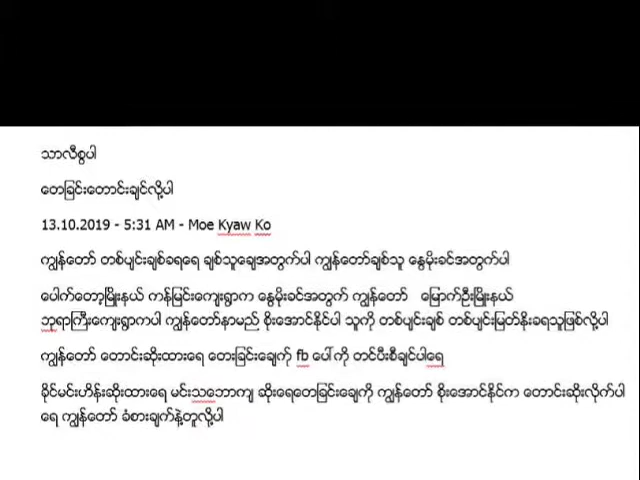 သာလီစွပါ
တေခြင်းတောင်းချင်လို့ပါ
13.10.2019 - 5:31 AM - Moe Kyaw Ko
ကျွန်တော် တစ်ပျင်းချစ်ခရရေ ချစ်သူချေအတွက်ပါ ကျွန်တော်ချစ်သူ နွေမိုးခင်အတွက်ပါ
ပေါက်တော့မြိုးနယ် ကန်မြင်းကျေးရွာက နွေမိုးခင်အတွက် ကျွန်တော် မြောက်ဦးမြိုးနယ်
ဘုရာကြီးကျေးရွာကပါ ကျွန်တော်နာမည် စိုးအောင်နိုင်ပါ သူကို တစ်ပျင်းချစ် တစ်ပျင်းမြတ်နိုးခရသူဖြစ်လို့ပါ
ကျွန်တော် တောင်းဆိုးထားရေ တေးခြင်းချေကို fb ပေါ်ကို တင်ပီးစီချင်ပါရေ
ခိုင်မင်းဟိန်းဆိုးထားရေ မင်းသဘောကျ ဆိုးရေတေခြင်းချေကို ကျွန်တော် စိုးအောင်နိုင်က တောင်းဆိုးလိုက်ပါ
ရေ ကျွန်တော် ခံစားချက်နဲ့တူလို့ပါ